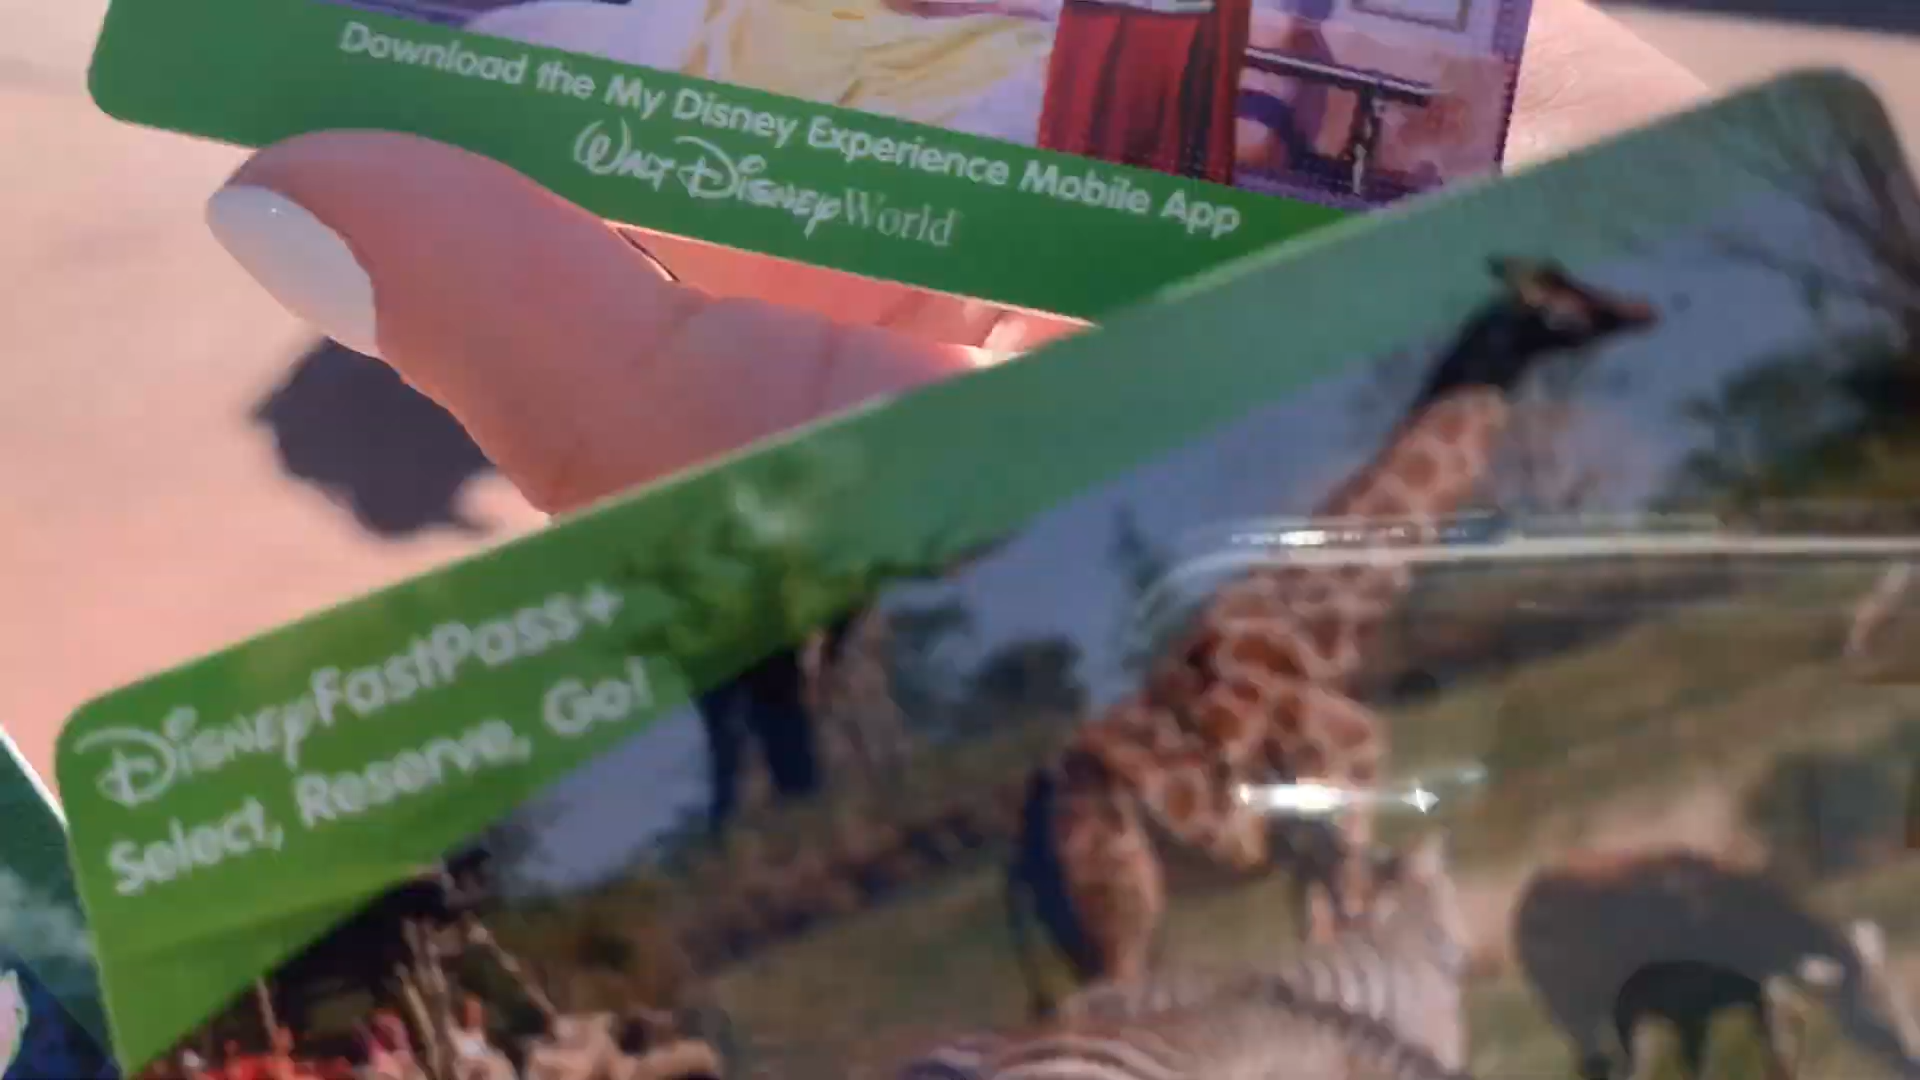 Download the My Disney Experience Mobile App
Walt Disney World
Disney FastPass+
Select, Reserve, Go!